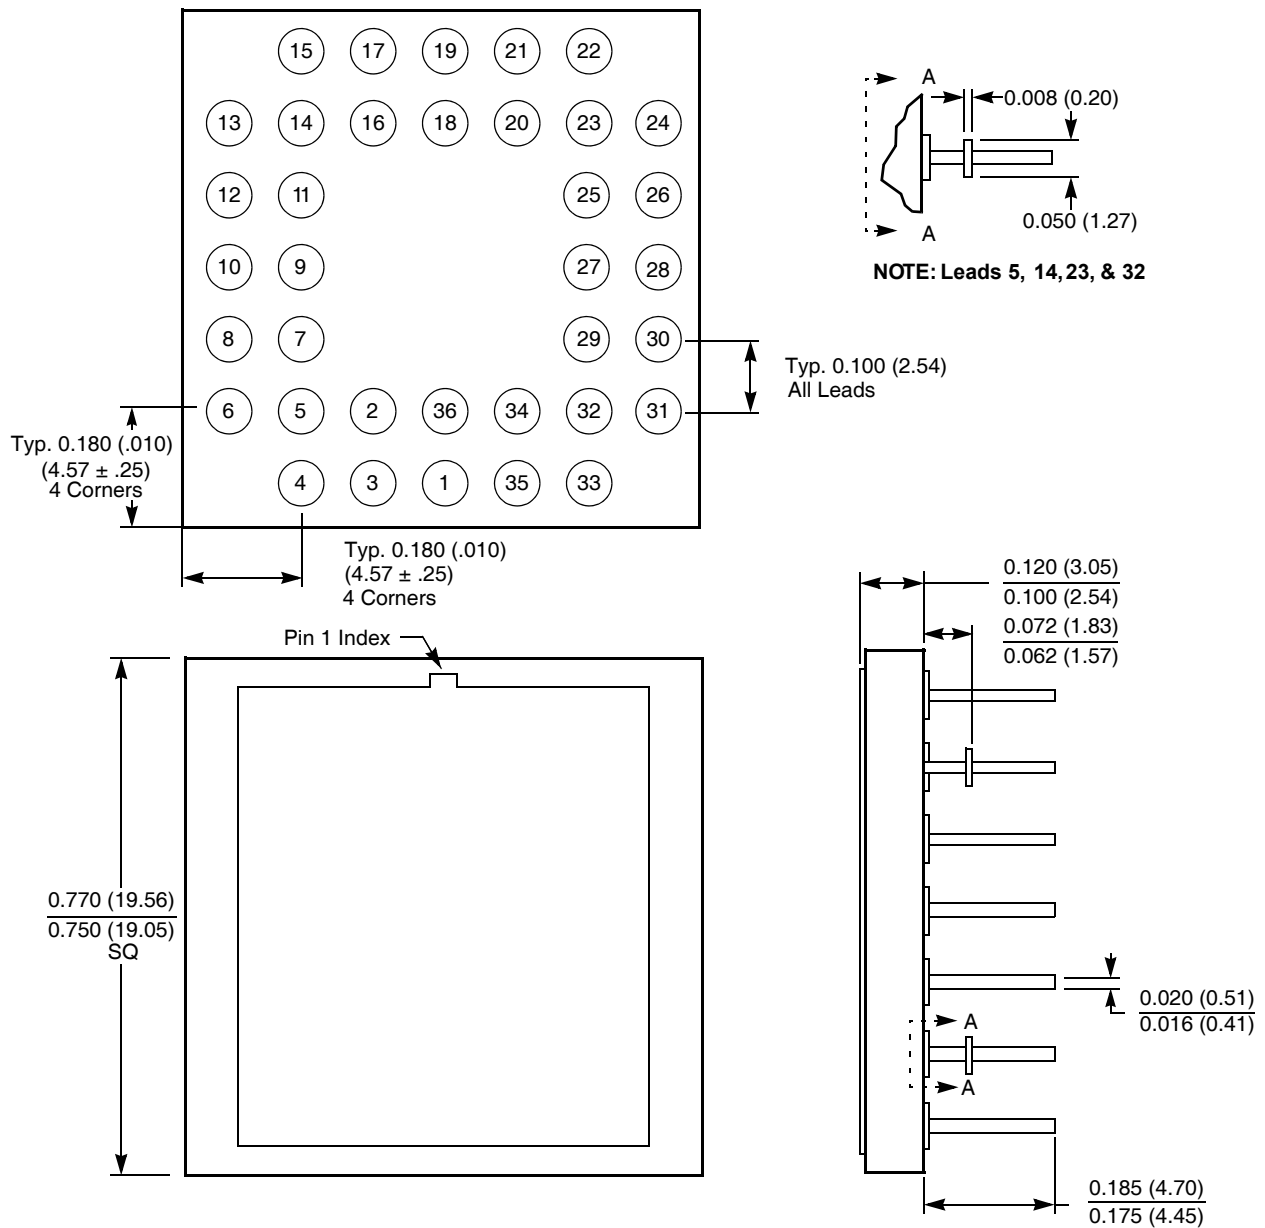 15 17 19 21 22
13 14 16 18 20 23 24
12 11 25 26
10 9 27 28
8 7 29 30
6 5 2 36 34 32 31
4 3 1 35 33
Typ. 0.180 (.010)
(4.57 ± .25)
4 Corners
Typ. 0.180 (.010)
(4.57 ± .25)
4 Corners
Typ. 0.100 (2.54)
All Leads
A
0.008 (0.20)
0.050 (1.27)
A
NOTE: Leads 5, 14, 23, & 32
Pin 1 Index
0.770 (19.56)
0.750 (19.05)
SQ
0.120 (3.05)
0.100 (2.54)
0.072 (1.83)
0.062 (1.57)
0.020 (0.51)
0.016 (0.41)
A
A
0.185 (4.70)
0.175 (4.45)